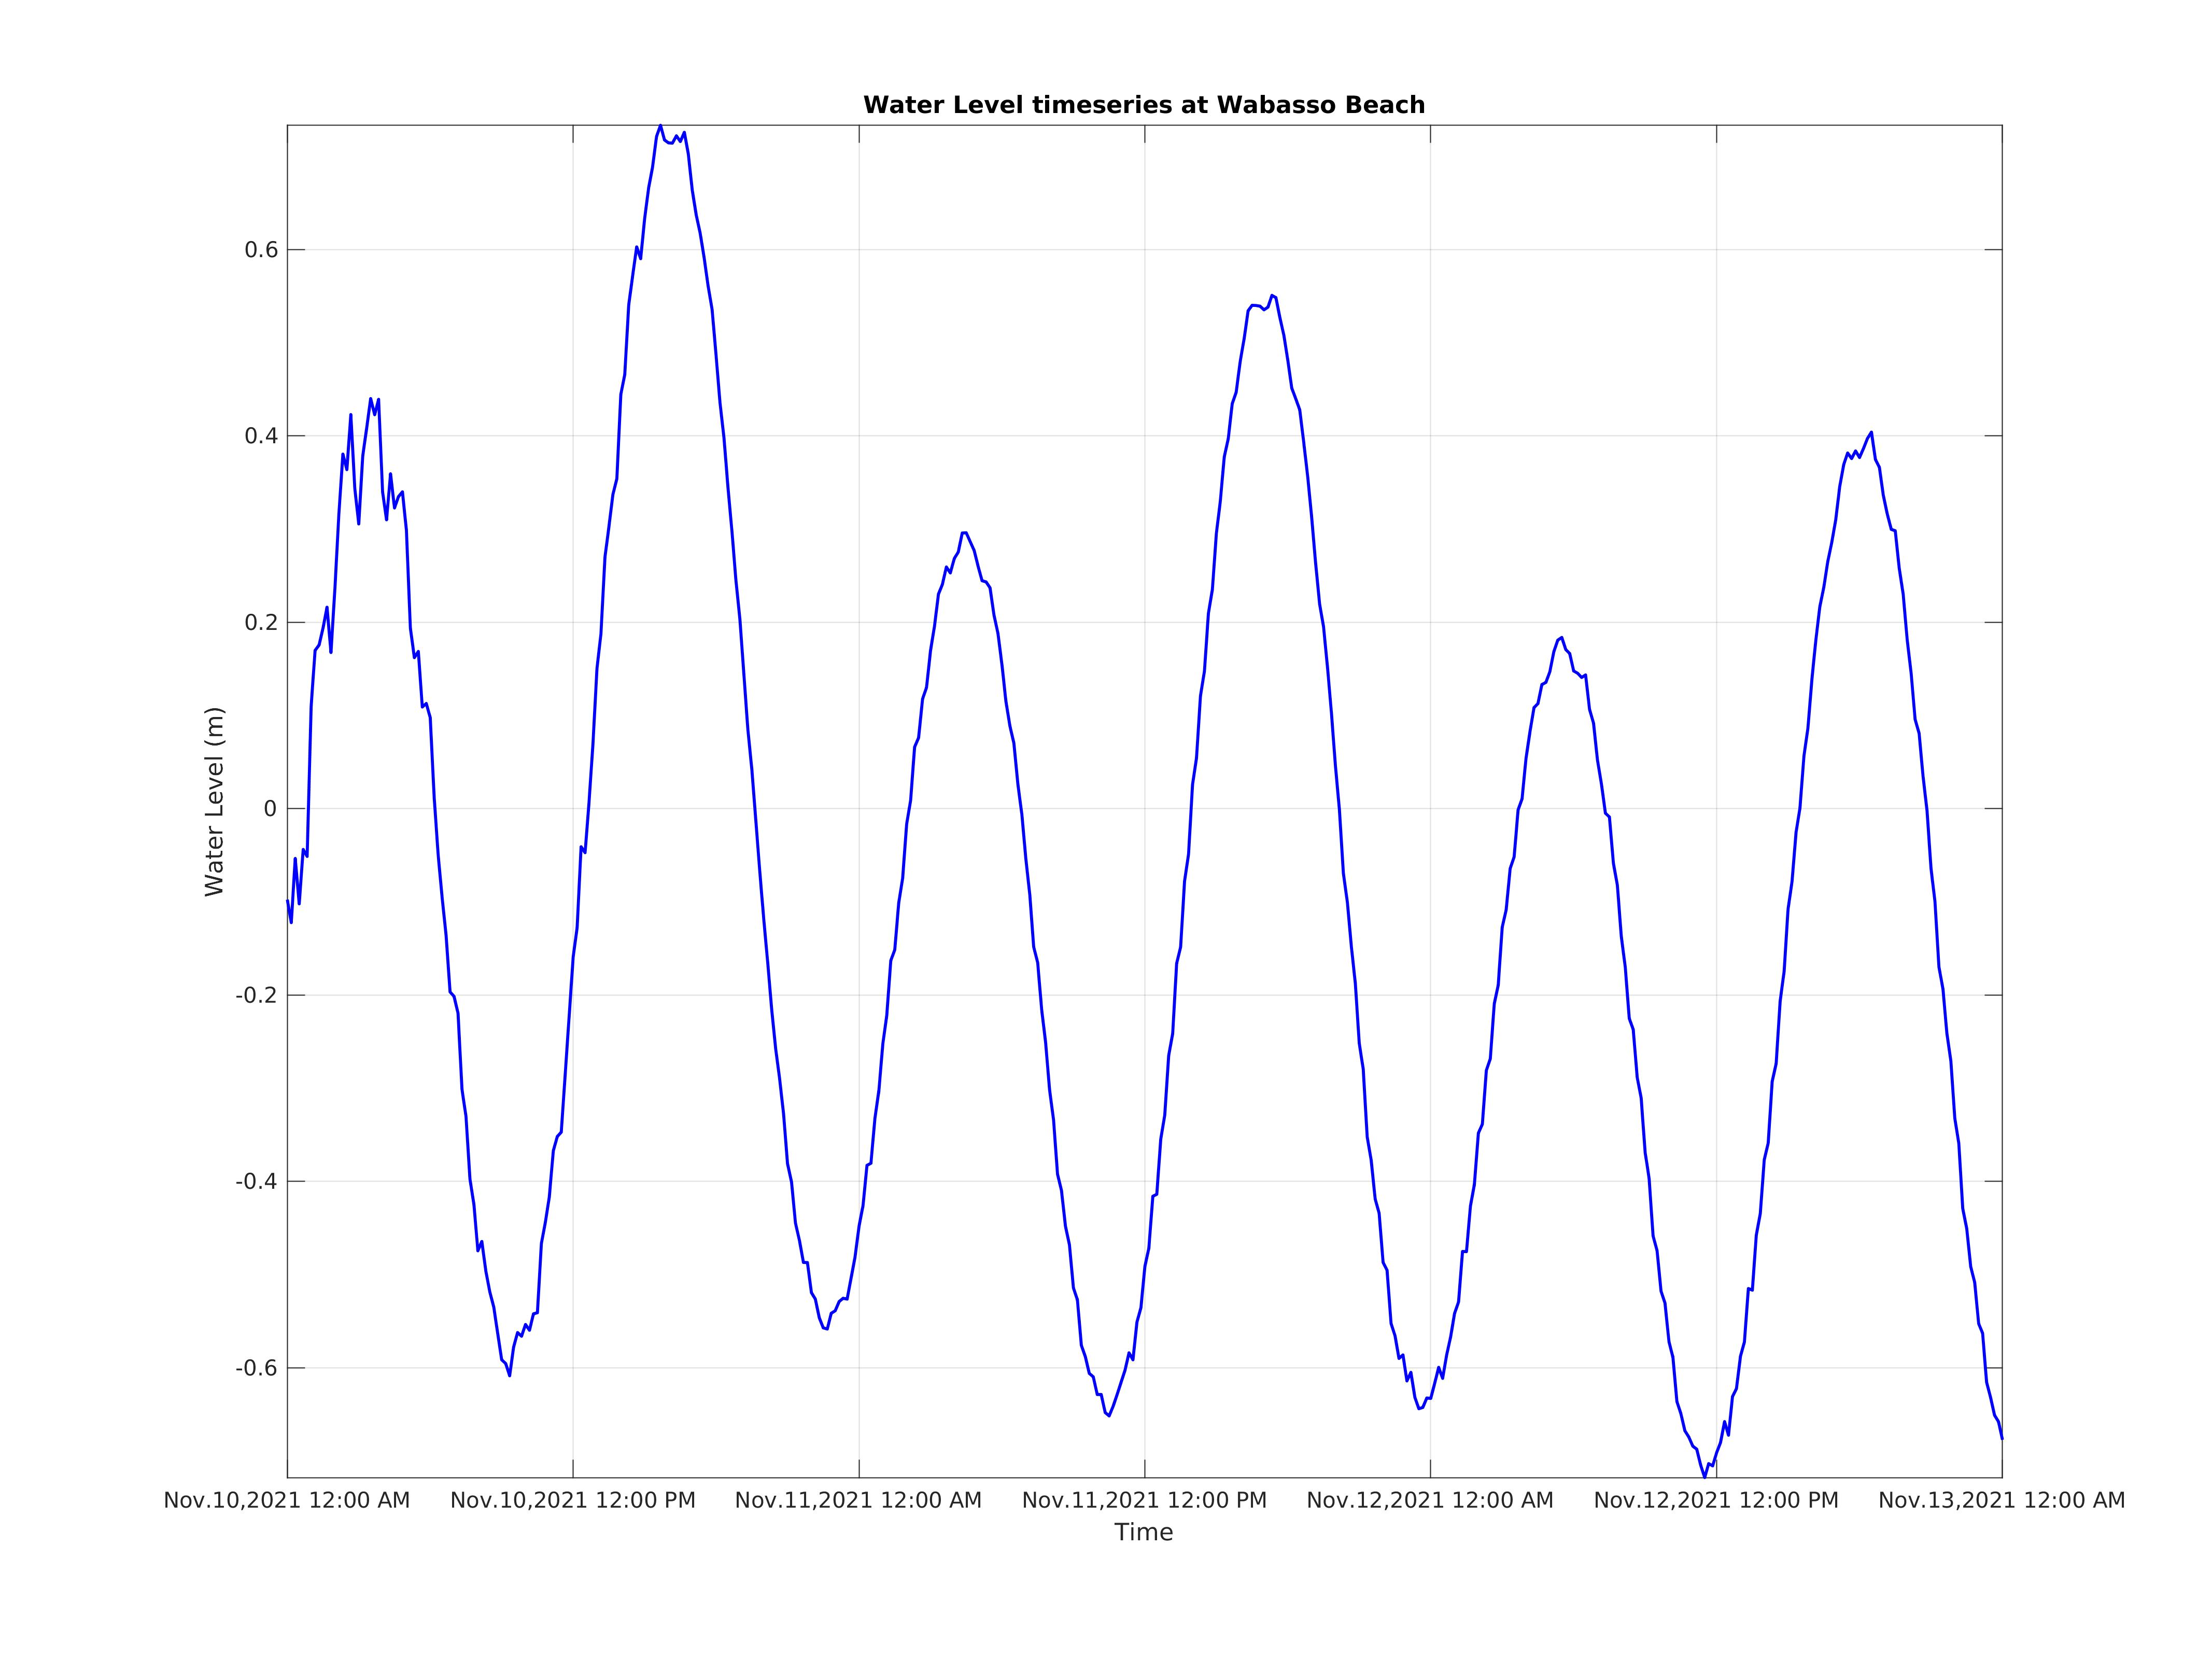 Water Level timeseries at Wabasso Beach
0.6
0.4
0.2
0
-0.2
-0.4
-0.6
Water Level (m)
Nov.10,2021 12:00 AM Nov.10,2021 12:00 PM Nov.11,2021 12:00 AM Nov.11,2021 12:00 PM Nov.12,2021 12:00 AM Nov.12,2021 12:00 PM Nov.13,2021 12:00 AM
Time